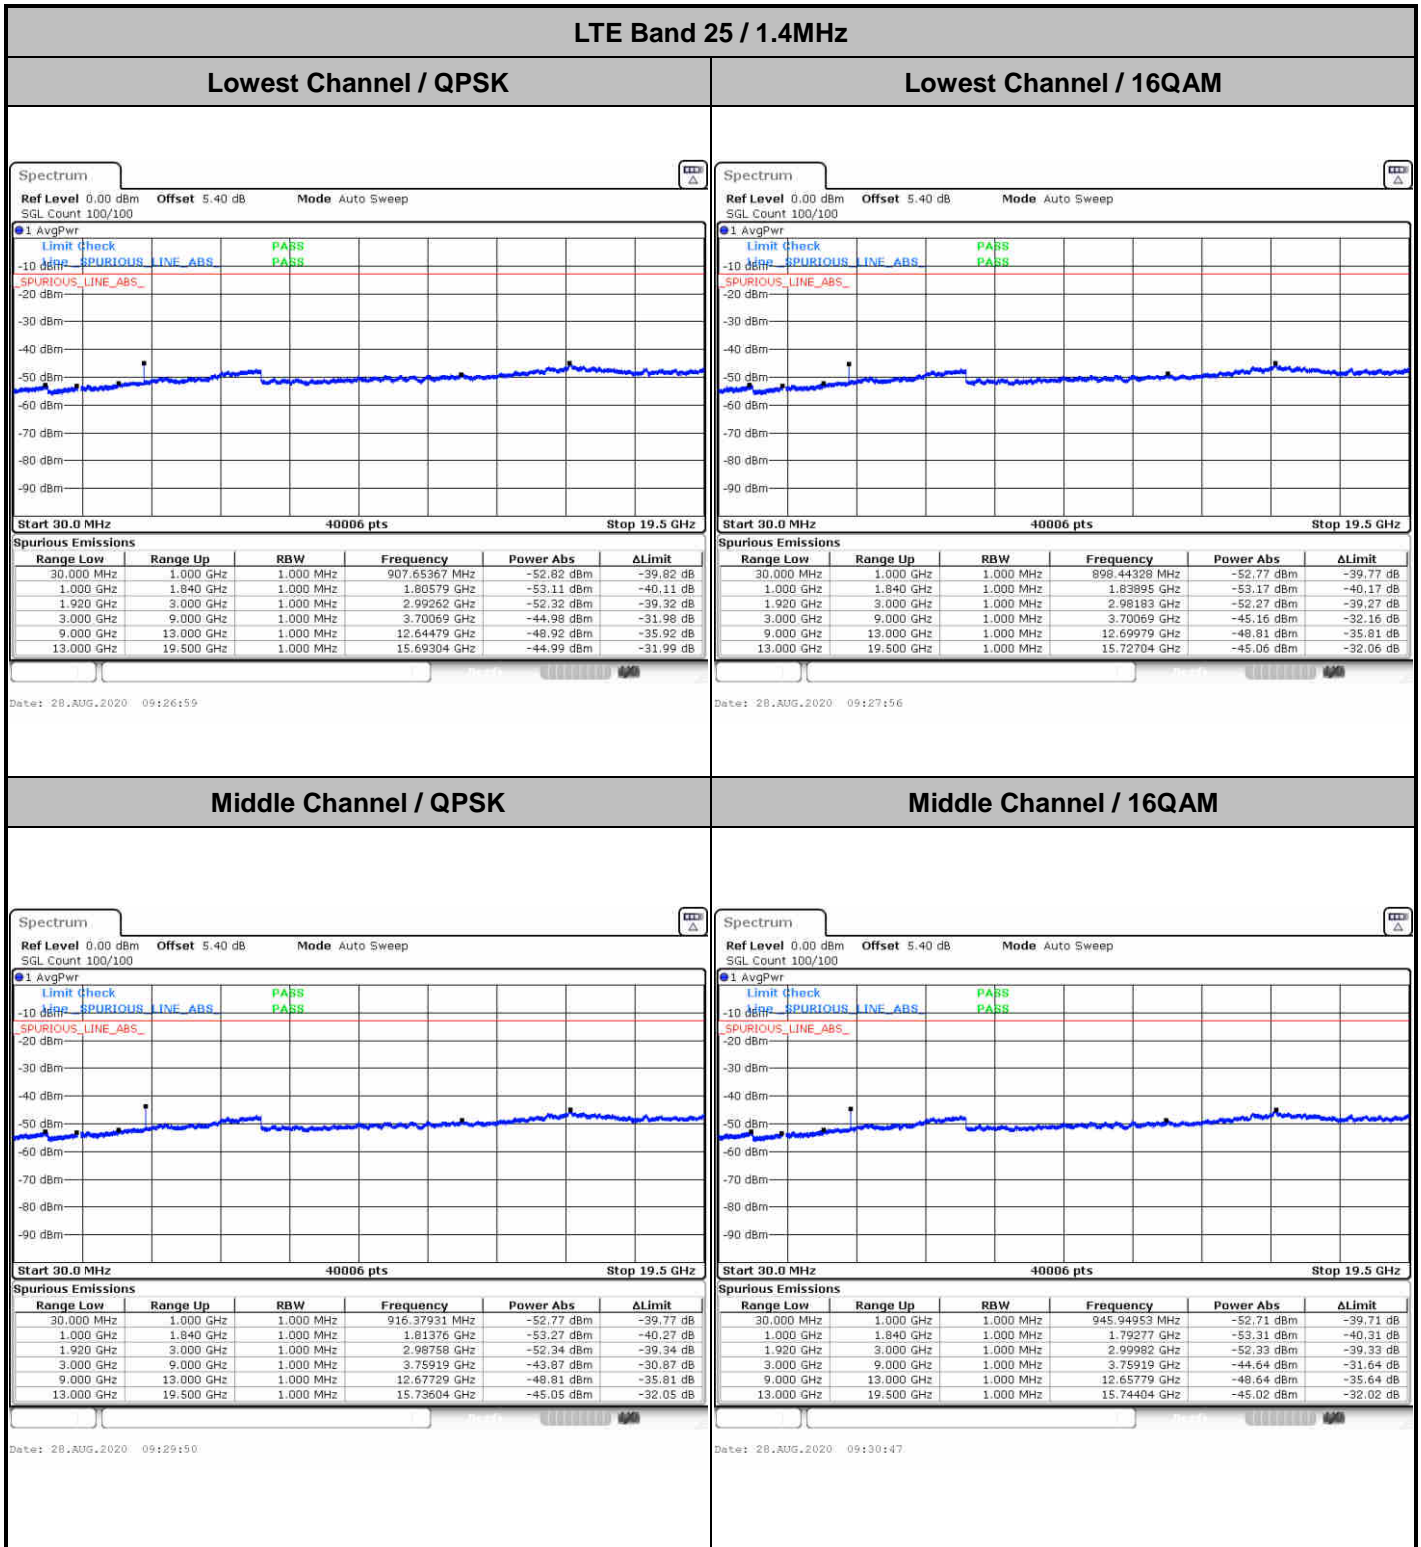 LTE Band 25 / 1.4MHz
Lowest Channel / QPSK
Lowest Channel / 16QAM
Spectrum
Ref Level 0.00 dBm Offset 5.40 dB Mode Auto Sweep
SGL Count 100/100
1 AvgPwr
Limit Check PASS
Line _SPURIOUS_LINE_ABS_ PASS
-10 dBm
_SPURIOUS_LINE_ABS_
-20 dBm
-30 dBm
-40 dBm
-50 dBm
-60 dBm
-70 dBm
-80 dBm
-90 dBm
Start 30.0 MHz 40006 pts Stop 19.5 GHz
Spurious Emissions
Range Low Range Up RBW Frequency Power Abs ΔLimit
30.000 MHz 1.000 GHz 1.000 MHz 907.65367 MHz -52.82 dBm -39.82 dB
1.000 GHz 1.840 GHz 1.000 MHz 1.80579 GHz -53.11 dBm -40.11 dB
1.920 GHz 3.000 GHz 1.000 MHz 2.99262 GHz -52.32 dBm -39.32 dB
3.000 GHz 9.000 GHz 1.000 MHz 3.70069 GHz -44.98 dBm -31.98 dB
9.000 GHz 13.000 GHz 1.000 MHz 12.64479 GHz -48.92 dBm -35.92 dB
13.000 GHz 19.500 GHz 1.000 MHz 15.69304 GHz -44.99 dBm -31.99 dB
Date: 28.AUG.2020 09:26:59
Spectrum
Ref Level 0.00 dBm Offset 5.40 dB Mode Auto Sweep
SGL Count 100/100
1 AvgPwr
Limit Check PASS
Line _SPURIOUS_LINE_ABS_ PASS
-10 dBm
_SPURIOUS_LINE_ABS_
-20 dBm
-30 dBm
-40 dBm
-50 dBm
-60 dBm
-70 dBm
-80 dBm
-90 dBm
Start 30.0 MHz 40006 pts Stop 19.5 GHz
Spurious Emissions
Range Low Range Up RBW Frequency Power Abs ΔLimit
30.000 MHz 1.000 GHz 1.000 MHz 898.44328 MHz -52.77 dBm -39.77 dB
1.000 GHz 1.840 GHz 1.000 MHz 1.83895 GHz -53.17 dBm -40.17 dB
1.920 GHz 3.000 GHz 1.000 MHz 2.98183 GHz -52.27 dBm -39.27 dB
3.000 GHz 9.000 GHz 1.000 MHz 3.70069 GHz -45.16 dBm -32.16 dB
9.000 GHz 13.000 GHz 1.000 MHz 12.69979 GHz -48.81 dBm -35.81 dB
13.000 GHz 19.500 GHz 1.000 MHz 15.72704 GHz -45.06 dBm -32.06 dB
Date: 28.AUG.2020 09:27:56
Middle Channel / QPSK
Middle Channel / 16QAM
Spectrum
Ref Level 0.00 dBm Offset 5.40 dB Mode Auto Sweep
SGL Count 100/100
1 AvgPwr
Limit Check PASS
Line _SPURIOUS_LINE_ABS_ PASS
-10 dBm
_SPURIOUS_LINE_ABS_
-20 dBm
-30 dBm
-40 dBm
-50 dBm
-60 dBm
-70 dBm
-80 dBm
-90 dBm
Start 30.0 MHz 40006 pts Stop 19.5 GHz
Spurious Emissions
Range Low Range Up RBW Frequency Power Abs ΔLimit
30.000 MHz 1.000 GHz 1.000 MHz 916.37931 MHz -52.77 dBm -39.77 dB
1.000 GHz 1.840 GHz 1.000 MHz 1.81376 GHz -53.27 dBm -40.27 dB
1.920 GHz 3.000 GHz 1.000 MHz 2.98758 GHz -52.34 dBm -39.34 dB
3.000 GHz 9.000 GHz 1.000 MHz 3.75919 GHz -43.87 dBm -30.87 dB
9.000 GHz 13.000 GHz 1.000 MHz 12.67729 GHz -48.81 dBm -35.81 dB
13.000 GHz 19.500 GHz 1.000 MHz 15.73604 GHz -45.05 dBm -32.05 dB
Date: 28.AUG.2020 09:29:50
Spectrum
Ref Level 0.00 dBm Offset 5.40 dB Mode Auto Sweep
SGL Count 100/100
1 AvgPwr
Limit Check PASS
Line _SPURIOUS_LINE_ABS_ PASS
-10 dBm
_SPURIOUS_LINE_ABS_
-20 dBm
-30 dBm
-40 dBm
-50 dBm
-60 dBm
-70 dBm
-80 dBm
-90 dBm
Start 30.0 MHz 40006 pts Stop 19.5 GHz
Spurious Emissions
Range Low Range Up RBW Frequency Power Abs ΔLimit
30.000 MHz 1.000 GHz 1.000 MHz 945.94953 MHz -52.71 dBm -39.71 dB
1.000 GHz 1.840 GHz 1.000 MHz 1.79277 GHz -53.31 dBm -40.31 dB
1.920 GHz 3.000 GHz 1.000 MHz 2.99982 GHz -52.33 dBm -39.33 dB
3.000 GHz 9.000 GHz 1.000 MHz 3.75919 GHz -44.64 dBm -31.64 dB
9.000 GHz 13.000 GHz 1.000 MHz 12.65779 GHz -48.64 dBm -35.64 dB
13.000 GHz 19.500 GHz 1.000 MHz 15.74404 GHz -45.02 dBm -32.02 dB
Date: 28.AUG.2020 09:30:47